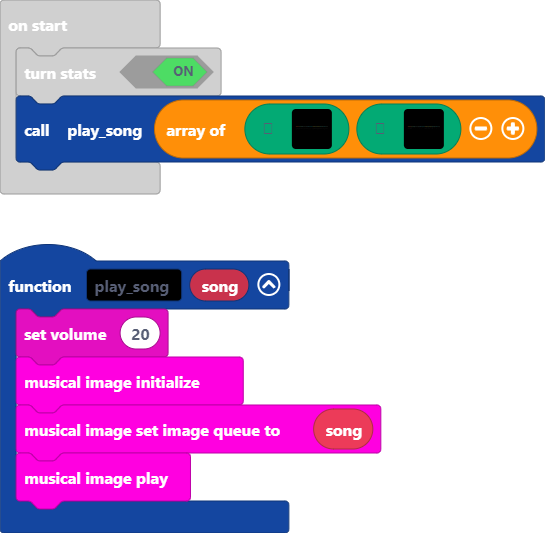 on start
turn stats ON
call play_song array of
function play_song song
set volume 20
musical image initialize
musical image set image queue to song
musical image play